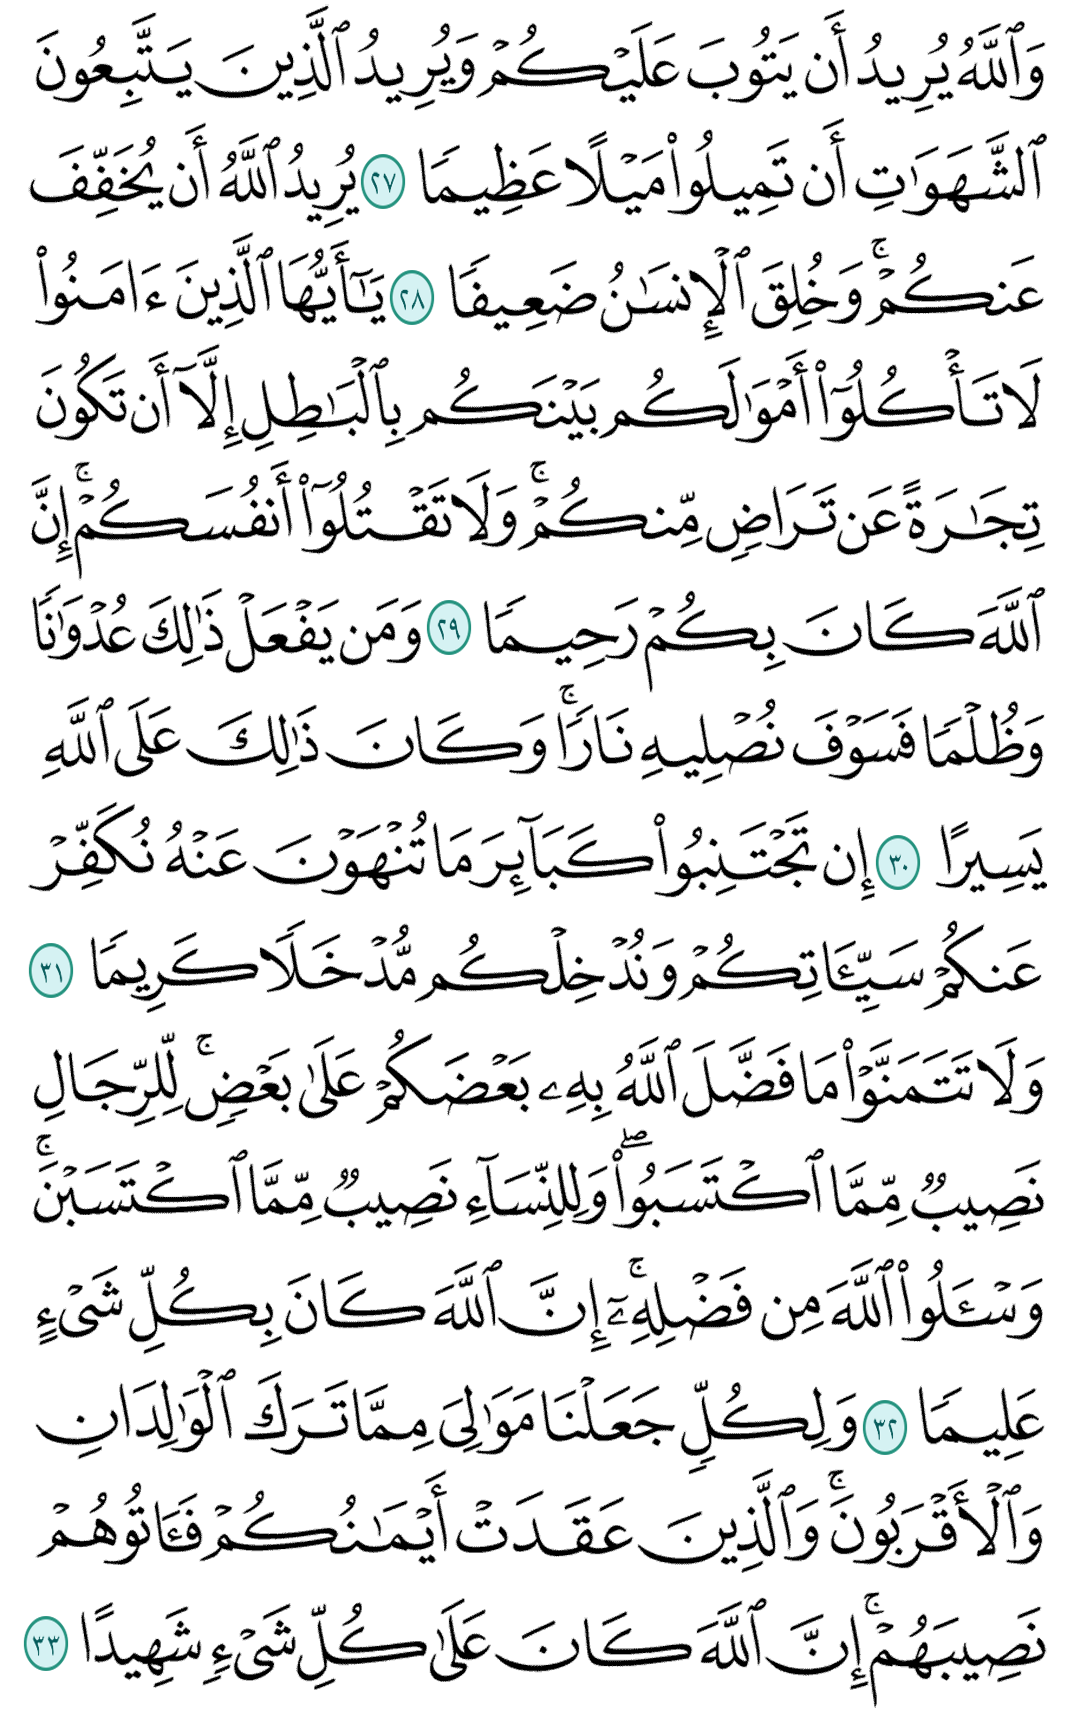 وَٱللَّهُ يُرِيدُ أَن يَتُوبَ عَلَيۡكُمۡ وَيُرِيدُ ٱلَّذِينَ يَتَّبِعُونَ
ٱلشَّهَوَٰتِ أَن تَمِيلُواْ مَيۡلًا عَظِيمٗا ٢٧ يُرِيدُ ٱللَّهُ أَن يُخَفِّفَ
عَنكُمۡۚ وَخُلِقَ ٱلۡإِنسَٰنُ ضَعِيفٗا ٢٨ يَٰٓأَيُّهَا ٱلَّذِينَ ءَامَنُواْ
لَا تَأۡكُلُوٓاْ أَمۡوَٰلَكُم بَيۡنَكُم بِٱلۡبَٰطِلِ إِلَّآ أَن تَكُونَ
تِجَٰرَةً عَن تَرَاضٖ مِّنكُمۡۚ وَلَا تَقۡتُلُوٓاْ أَنفُسَكُمۡۚ إِنَّ
ٱللَّهَ كَانَ بِكُمۡ رَحِيمٗا ٢٩ وَمَن يَفۡعَلۡ ذَٰلِكَ عُدۡوَٰنٗا
وَظُلۡمٗا فَسَوۡفَ نُصۡلِيهِ نَارٗاۚ وَكَانَ ذَٰلِكَ عَلَى ٱللَّهِ
يَسِيرًا ٣٠ إِن تَجۡتَنِبُواْ كَبَآئِرَ مَا تُنۡهَوۡنَ عَنۡهُ نُكَفِّرۡ
عَنكُمۡ سَيِّـَٔاتِكُمۡ وَنُدۡخِلۡكُم مُّدۡخَلٗا كَرِيمٗا ٣١
وَلَا تَتَمَنَّوۡاْ مَا فَضَّلَ ٱللَّهُ بِهِۦ بَعۡضَكُمۡ عَلَىٰ بَعۡضٖۚ لِّلرِّجَالِ
نَصِيبٞ مِّمَّا ٱكۡتَسَبُواْۖ وَلِلنِّسَآءِ نَصِيبٞ مِّمَّا ٱكۡتَسَبۡنَۚ
وَسۡـَٔلُواْ ٱللَّهَ مِن فَضۡلِهِۦٓۚ إِنَّ ٱللَّهَ كَانَ بِكُلِّ شَيۡءٍ
عَلِيمٗا ٣٢ وَلِكُلّٖ جَعَلۡنَا مَوَٰلِيَ مِمَّا تَرَكَ ٱلۡوَٰلِدَانِ
وَٱلۡأَقۡرَبُونَۚ وَٱلَّذِينَ عَقَدَتۡ أَيۡمَٰنُكُمۡ فَـَٔاتُوهُمۡ
نَصِيبَهُمۡۚ إِنَّ ٱللَّهَ كَانَ عَلَىٰ كُلِّ شَيۡءٖ شَهِيدًا ٣٣